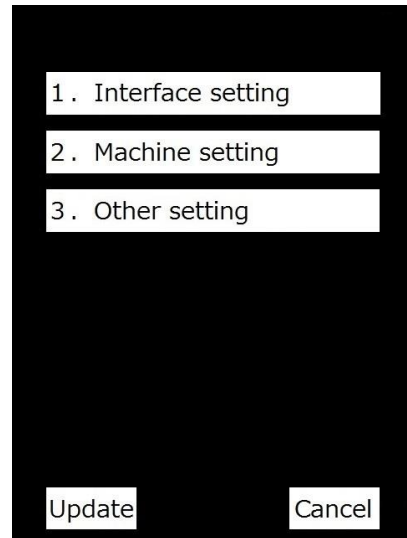 1. Interface setting
2. Machine setting
3. Other setting
Update Cancel